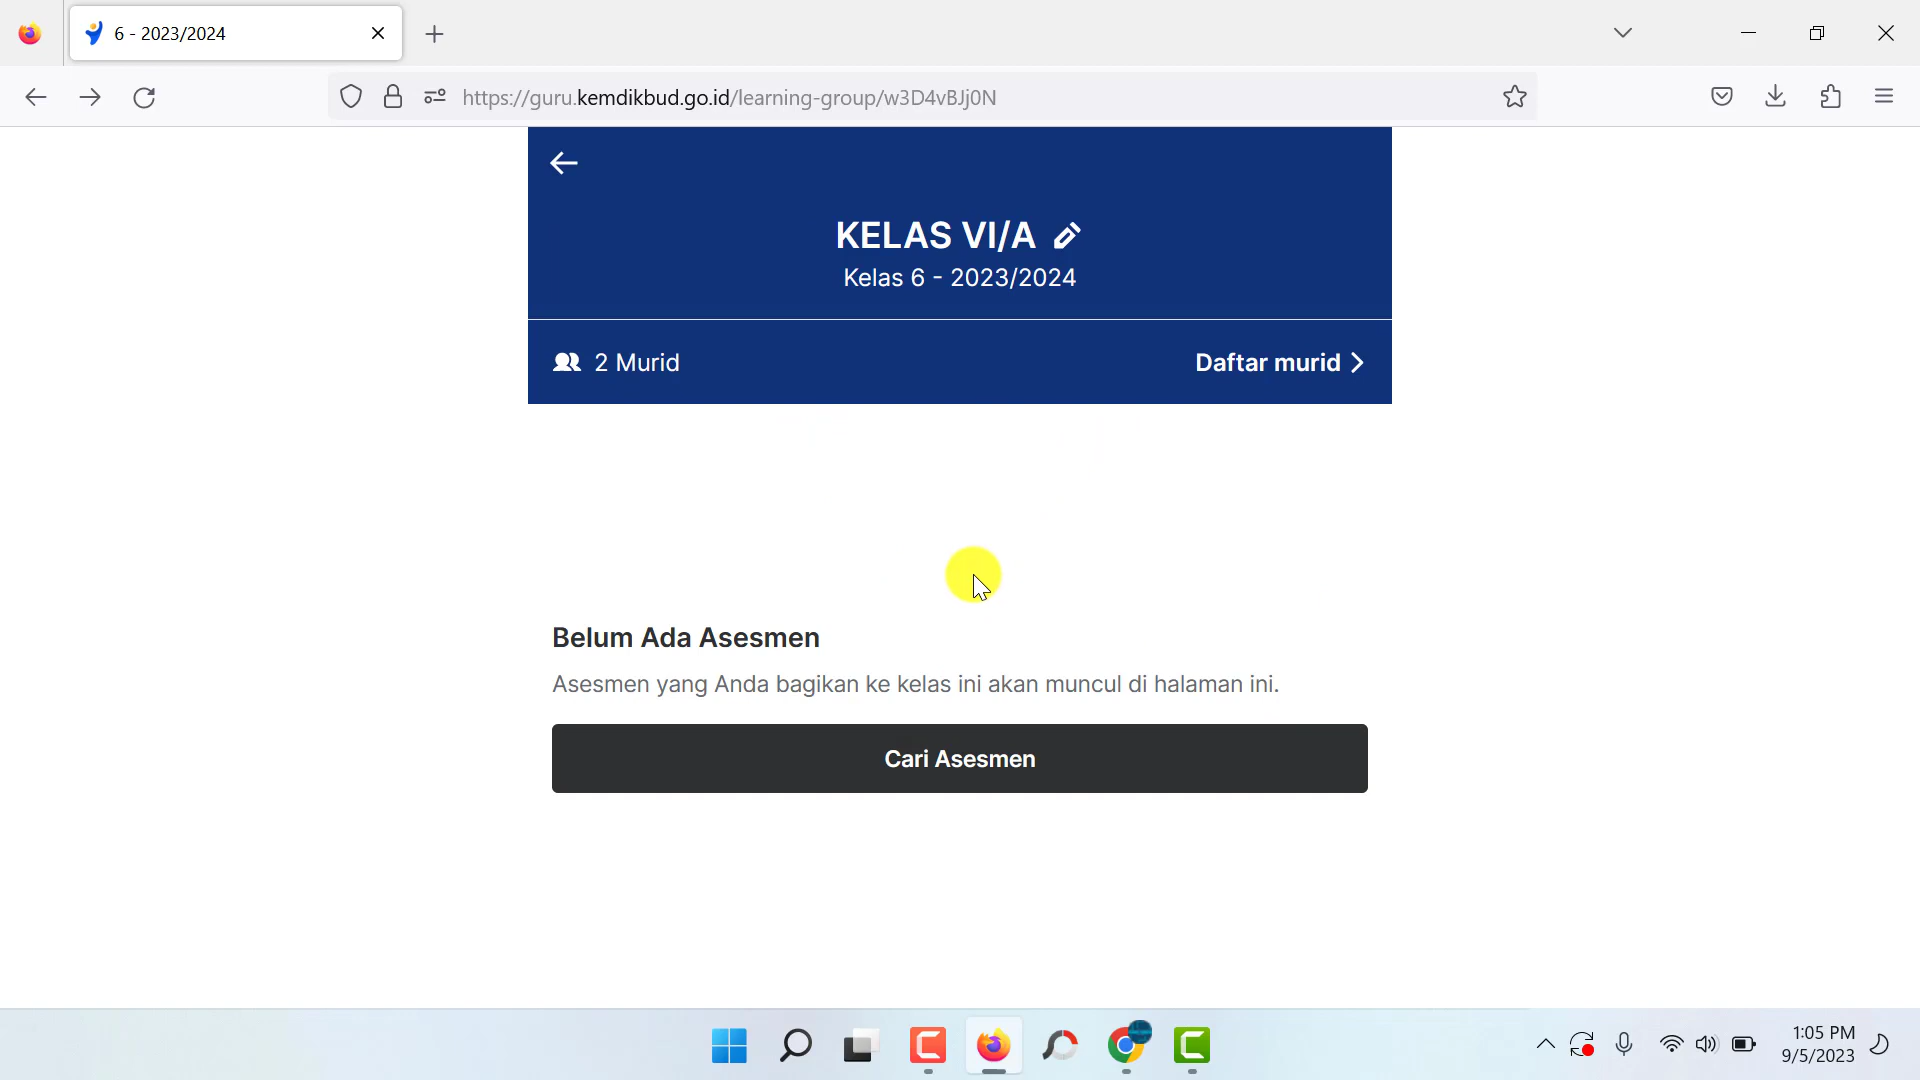 6 - 2023/2024
https://guru.kemdikbud.go.id/learning-group/w3D4vBJj0N
KELAS VI/A
Kelas 6 - 2023/2024
2 Murid
Daftar murid
Belum Ada Asesmen
Asesmen yang Anda bagikan ke kelas ini akan muncul di halaman ini.
Cari Asesmen
1:05 PM
9/5/2023